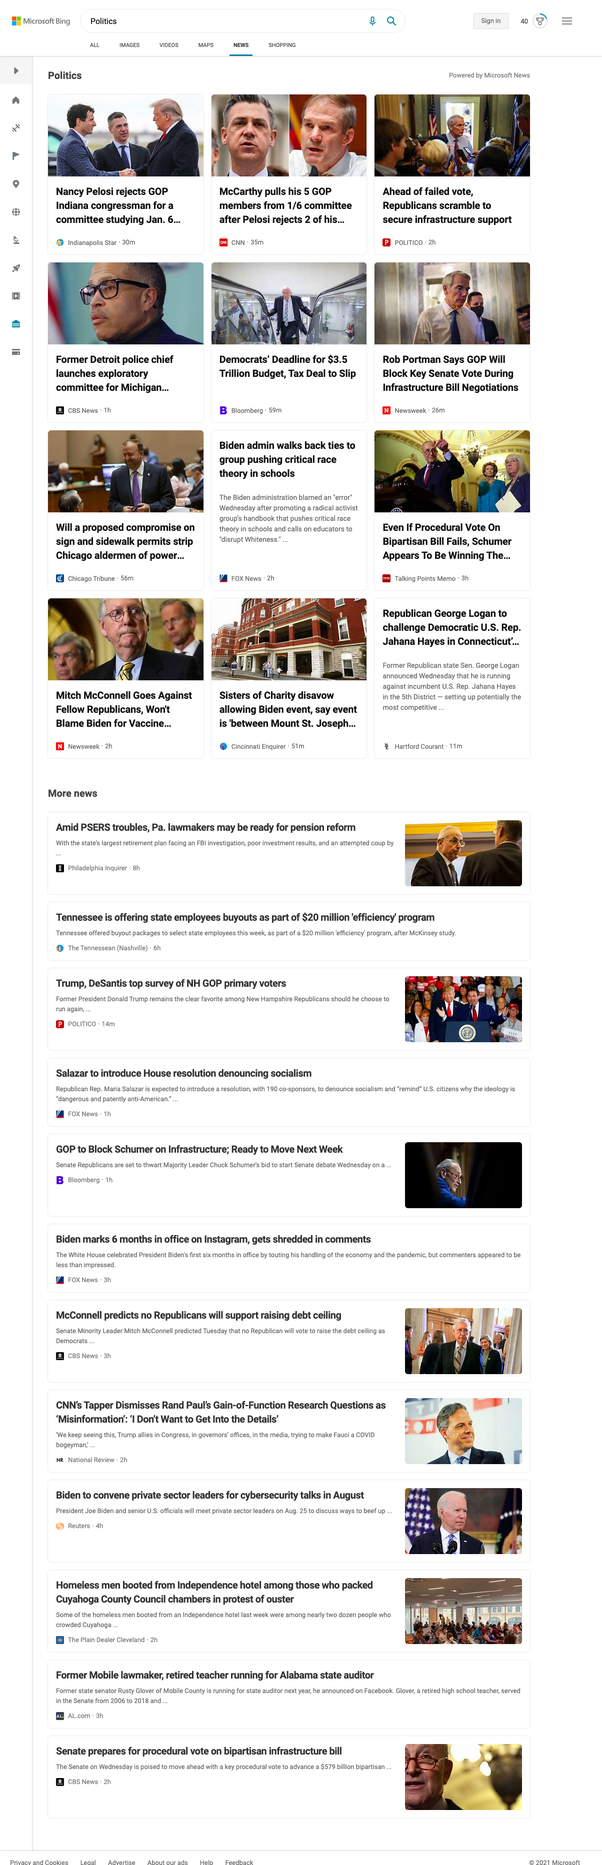 Microsoft Bing
Politics
Sign in
40
ALL IMAGES VIDEOS MAPS NEWS SHOPPING
Politics
Powered by Microsoft News
Nancy Pelosi rejects GOP
Indiana congressman for a
committee studying Jan. 6...
Indianapolis Star · 30m
McCarthy pulls his 5 GOP
members from 1/6 committee
after Pelosi rejects 2 of his...
CNN · 35m
Ahead of failed vote,
Republicans scramble to
secure infrastructure support
POLITICO · 2h
Former Detroit police chief
launches exploratory
committee for Michigan...
CBS News · 1h
Democrats' Deadline for $3.5
Trillion Budget, Tax Deal to Slip
Bloomberg · 59m
Rob Portman Says GOP Will
Block Key Senate Vote During
Infrastructure Bill Negotiations
Newsweek · 26m
Will a proposed compromise on
sign and sidewalk permits strip
Chicago aldermen of power...
Chicago Tribune · 56m
Biden admin walks back ties to
group pushing critical race
theory in schools
The Biden administration blamed an "error"
Wednesday after promoting a radical activist
group's handbook that pushes critical race
theory in schools and calls on educators to
"disrupt Whiteness." ...
FOX News · 2h
Even If Procedural Vote On
Bipartisan Bill Fails, Schumer
Appears To Be Winning The...
Talking Points Memo · 3h
Mitch McConnell Goes Against
Fellow Republicans, Won't
Blame Biden for Vaccine...
Newsweek · 2h
Sisters of Charity disavow
allowing Biden event, say event
is 'between Mount St. Joseph...
Cincinnati Enquirer · 51m
Republican George Logan to
challenge Democratic U.S. Rep.
Jahana Hayes in Connecticut'...
Former Republican state Sen. George Logan
announced Wednesday that he is running
against incumbent U.S. Rep. Jahana Hayes
in the 5th District — setting up potentially the
most competitive ...
Hartford Courant · 11m
More news
Amid PSERS troubles, Pa. lawmakers may be ready for pension reform
With the state's largest retirement plan facing an FBI investigation, poor investment results, and an attempted coup by
...
Philadelphia Inquirer · 8h
Tennessee is offering state employees buyouts as part of $20 million 'efficiency' program
Tennessee offered buyout packages to select state employees this week, as part of a $20 million 'efficiency' program, after McKinsey study.
The Tennessean (Nashville) · 6h
Trump, DeSantis top survey of NH GOP primary voters
Former President Donald Trump remains the clear favorite among New Hampshire Republicans should he choose to
run again, ...
POLITICO · 14m
Salazar to introduce House resolution denouncing socialism
Republican Rep. Maria Salazar is expected to introduce a resolution, with 190 co-sponsors, to denounce socialism and "remind" U.S. citizens why the ideology is
"dangerous and patently anti-American." ...
FOX News · 1h
GOP to Block Schumer on Infrastructure; Ready to Move Next Week
Senate Republicans are set to thwart Majority Leader Chuck Schumer's bid to start Senate debate Wednesday on a ...
Bloomberg · 1h
Biden marks 6 months in office on Instagram, gets shredded in comments
The White House celebrated President Biden's first six months in office by touting his handling of the economy and the pandemic, but commenters appeared to be
less than impressed.
FOX News · 3h
McConnell predicts no Republicans will support raising debt ceiling
Senate Minority Leader Mitch McConnell predicted Tuesday that no Republican will vote to raise the debt ceiling as
Democrats ...
CBS News · 3h
CNN's Tapper Dismisses Rand Paul's Gain-of-Function Research Questions as
'Misinformation': 'I Don't Want to Get Into the Details'
'We keep seeing this, Trump allies in Congress, in governors' offices, in the media, trying to make Fauci a COVID
bogeyman,' ...
National Review · 2h
Biden to convene private sector leaders for cybersecurity talks in August
President Joe Biden and senior U.S. officials will meet private sector leaders on Aug. 25 to discuss ways to beef up ...
Reuters · 4h
Homeless men booted from Independence hotel among those who packed
Cuyahoga County Council chambers in protest of ouster
Some of the homeless men booted from an Independence hotel last week were among nearly two dozen people who
crowded Cuyahoga ...
The Plain Dealer Cleveland · 2h
Former Mobile lawmaker, retired teacher running for Alabama state auditor
Former state senator Rusty Glover of Mobile County is running for state auditor next year, he announced on Facebook. Glover, a retired high school teacher, served
in the Senate from 2006 to 2018 and ...
AL.com · 3h
Senate prepares for procedural vote on bipartisan infrastructure bill
The Senate on Wednesday is poised to move ahead with a key procedural vote to advance a $579 billion bipartisan ...
CBS News · 2h
Privacy and Cookies Legal Advertise About our ads Help Feedback
© 2021 Microsoft